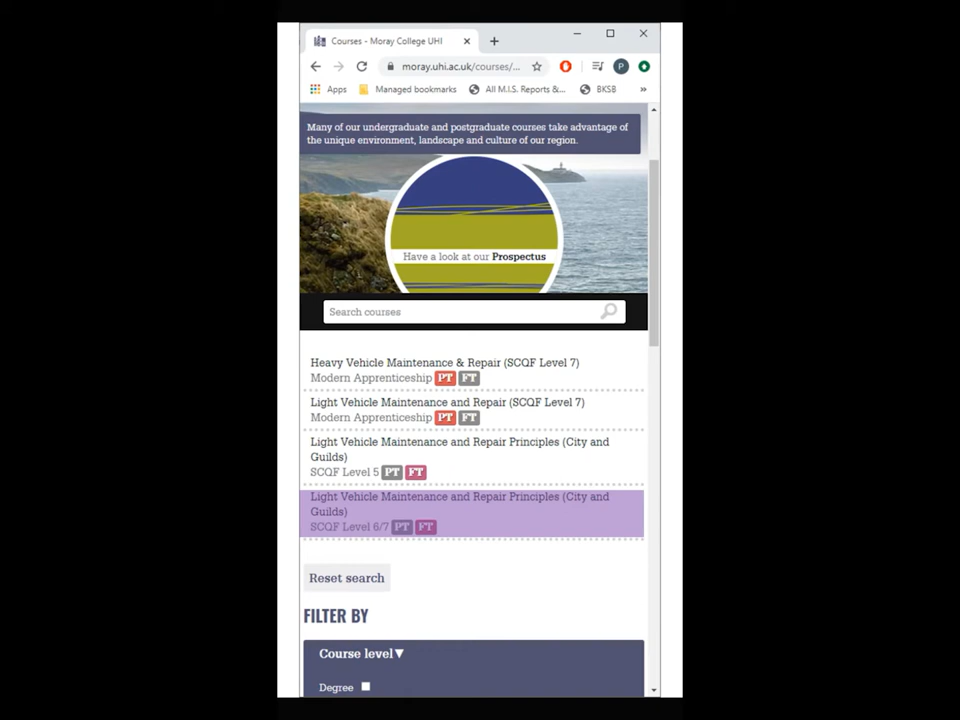 Courses - Moray College UHI
moray.uhi.ac.uk/courses/...
P
Apps
Managed bookmarks
All M.I.S. Reports &...
BKSB
»
Many of our undergraduate and postgraduate courses take advantage of
the unique environment, landscape and culture of our region.
Have a look at our Prospectus
Search courses
Heavy Vehicle Maintenance & Repair (SCQF Level 7)
Modern Apprenticeship PT FT
Light Vehicle Maintenance and Repair (SCQF Level 7)
Modern Apprenticeship PT FT
Light Vehicle Maintenance and Repair Principles (City and
Guilds)
SCQF Level 5 PT FT
Light Vehicle Maintenance and Repair Principles (City and
Guilds)
SCQF Level 6/7 PT FT
Reset search
FILTER BY
Course level▼
Degree